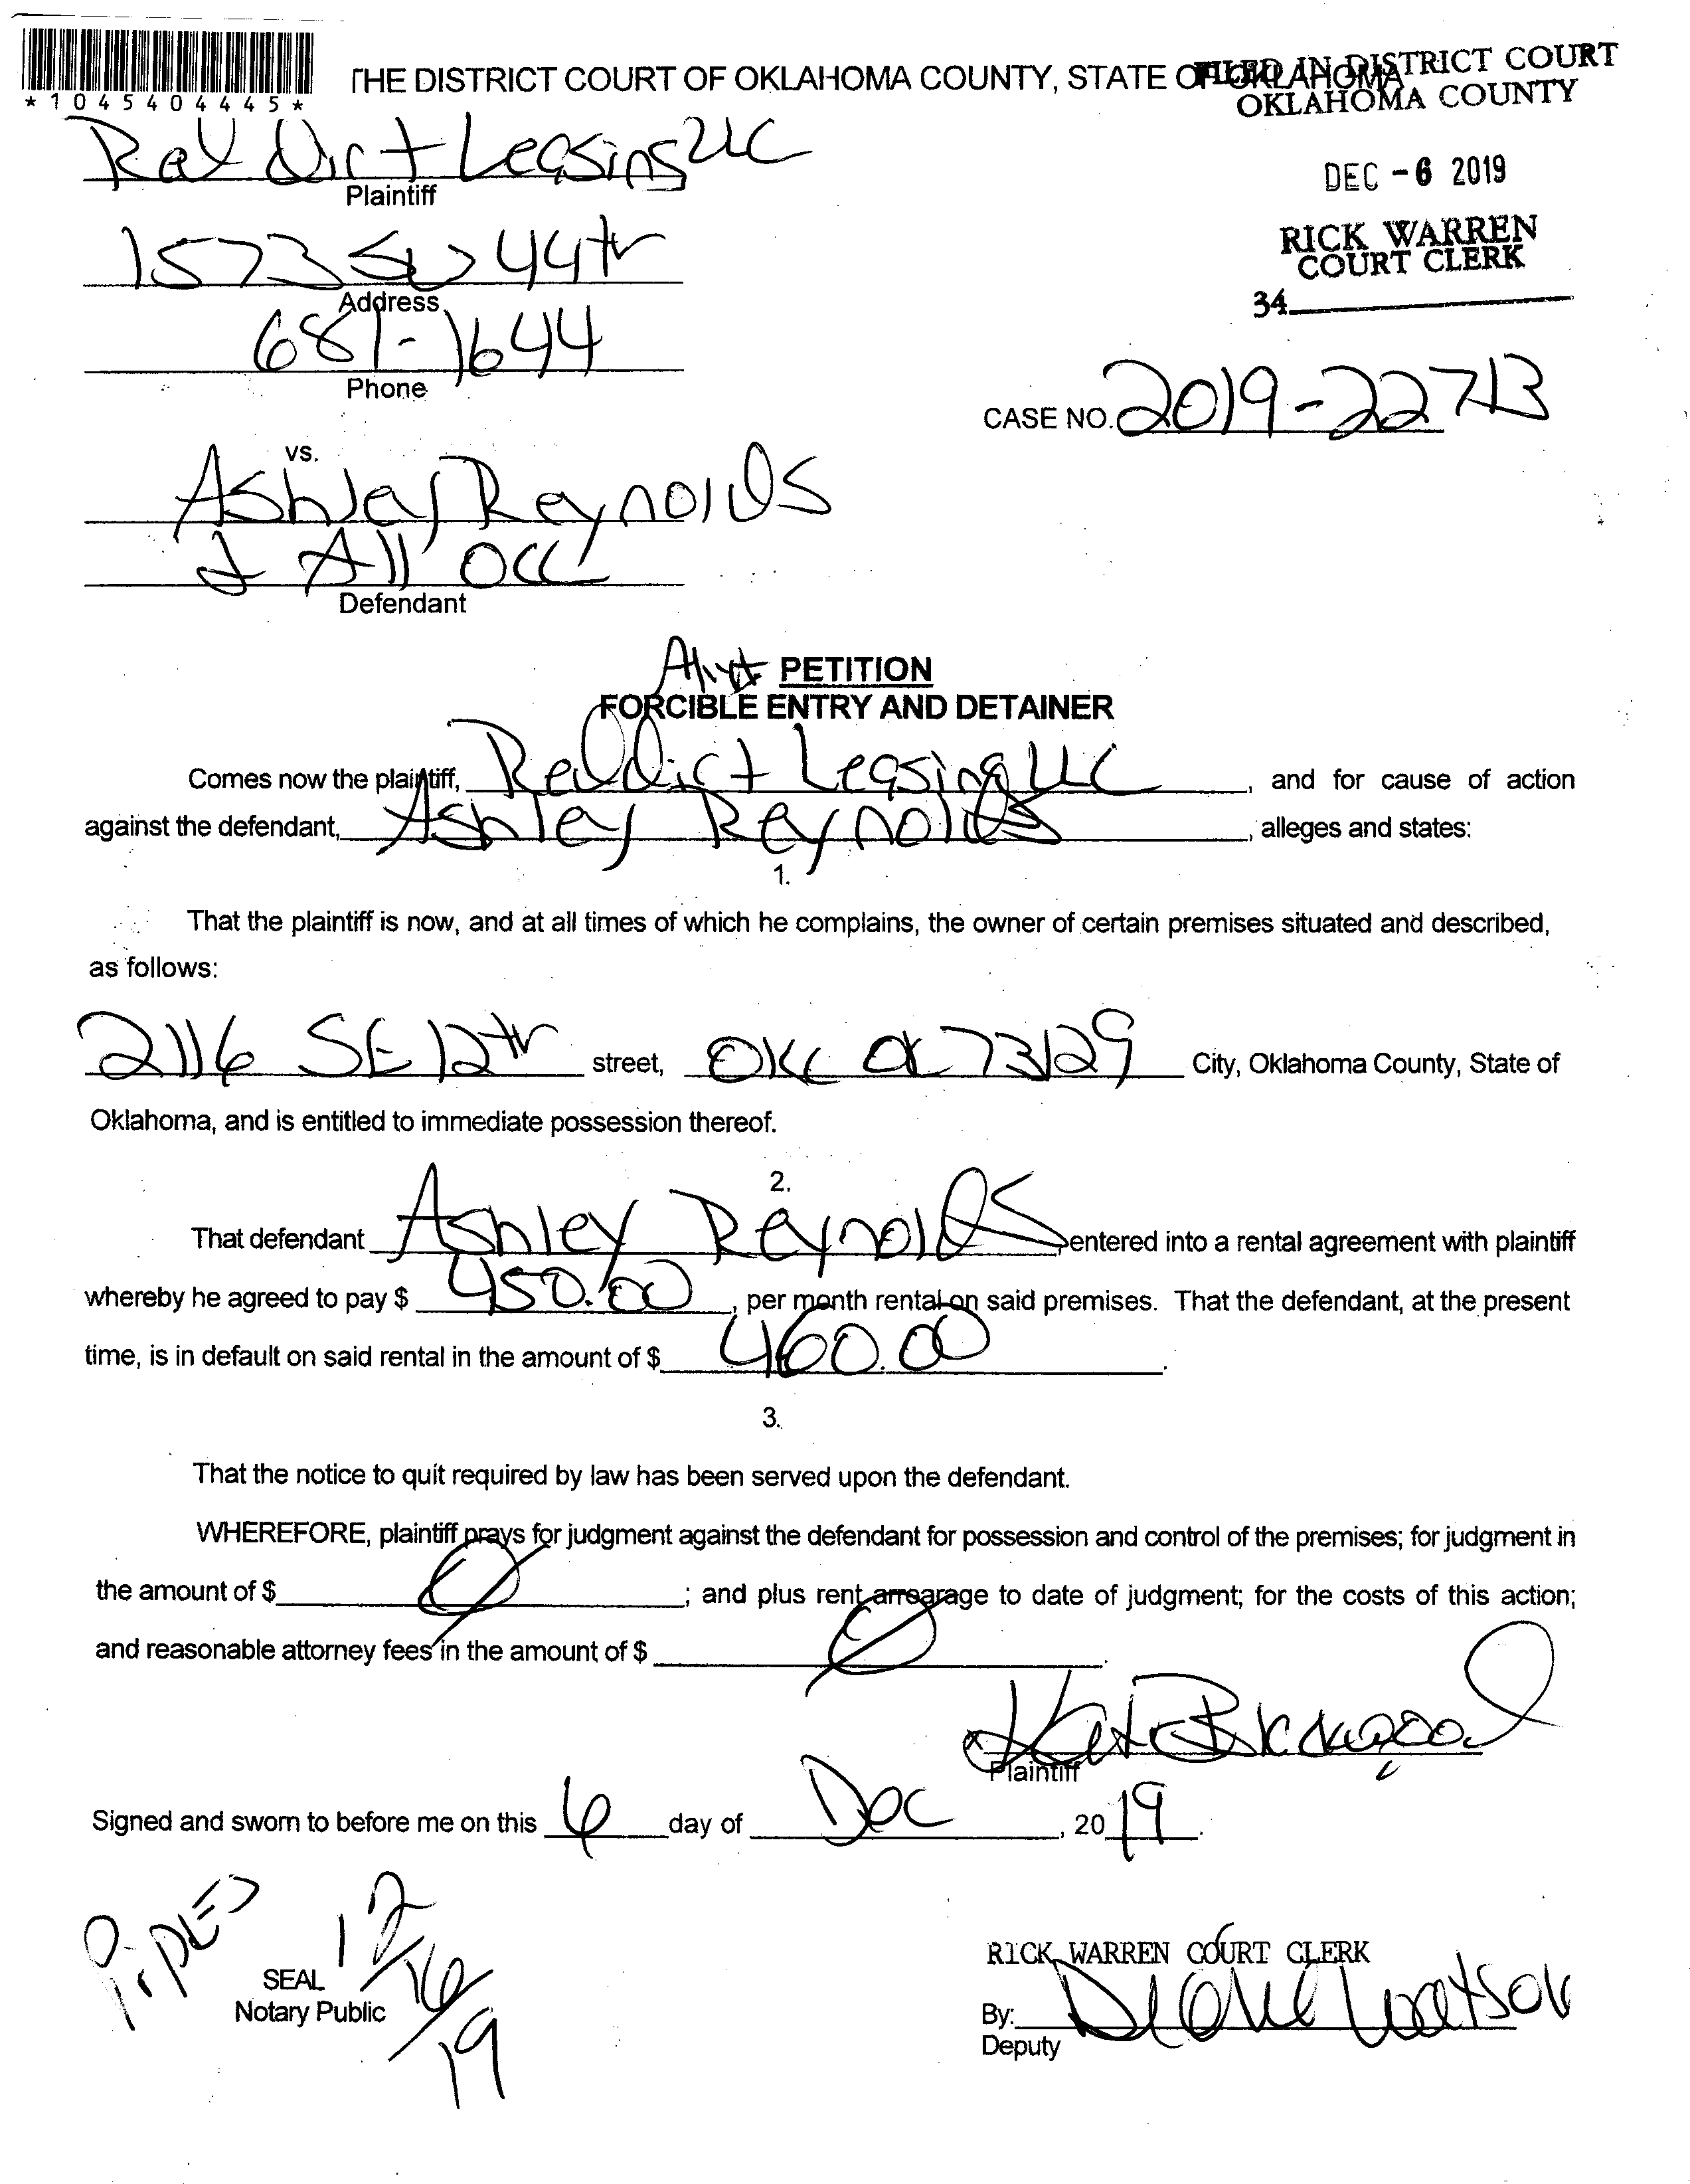 *1045404445*
THE DISTRICT COURT OF OKLAHOMA COUNTY, STATE OF OKLAHOMA
FILED IN DISTRICT COURT
OKLAHOMA COUNTY
DEC -6 2019
RICK WARREN
COURT CLERK
34
Leasing LLC
Plaintiff
1573 SW 44th
Address
681-1644
Phone
CASE NO. 2019-22713
vs.
Ashley Reynolds
& All Occ
Defendant
PETITION
FORCIBLE ENTRY AND DETAINER
Comes now the plaintiff, Leasing LLC, and for cause of action
against the defendant, Ashley Reynolds, alleges and states:
1.
That the plaintiff is now, and at all times of which he complains, the owner of certain premises situated and described,
as follows:
2116 SE 12th street, OKC OK 73129 City, Oklahoma County, State of
Oklahoma, and is entitled to immediate possession thereof.
2.
That defendant Ashley Reynolds entered into a rental agreement with plaintiff
whereby he agreed to pay $ 450.00, per month rental on said premises. That the defendant, at the present
time, is in default on said rental in the amount of $ 460.00.
3.
That the notice to quit required by law has been served upon the defendant.
WHEREFORE, plaintiff prays for judgment against the defendant for possession and control of the premises; for judgment in
the amount of $ 0; and plus rent arrearage to date of judgment; for the costs of this action;
and reasonable attorney fees in the amount of $ 0.
Plaintiff
Signed and sworn to before me on this 6 day of Dec, 2019.
12/16/19
SEAL
Notary Public
RICK WARREN COURT CLERK
By: Diane Watson
Deputy